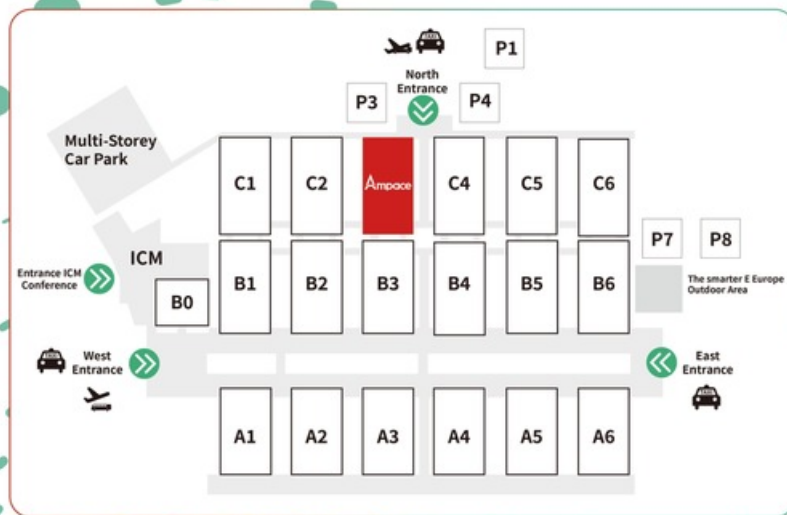 P1
North
Entrance
P3
P4
Multi-Storey
Car Park
C1
C2
Ampace
C4
C5
C6
P7
P8
ICM
Entrance ICM
Conference
B0
B1
B2
B3
B4
B5
B6
The smarter E Europe
Outdoor Area
West
Entrance
East
Entrance
TAXI
A1
A2
A3
A4
A5
A6